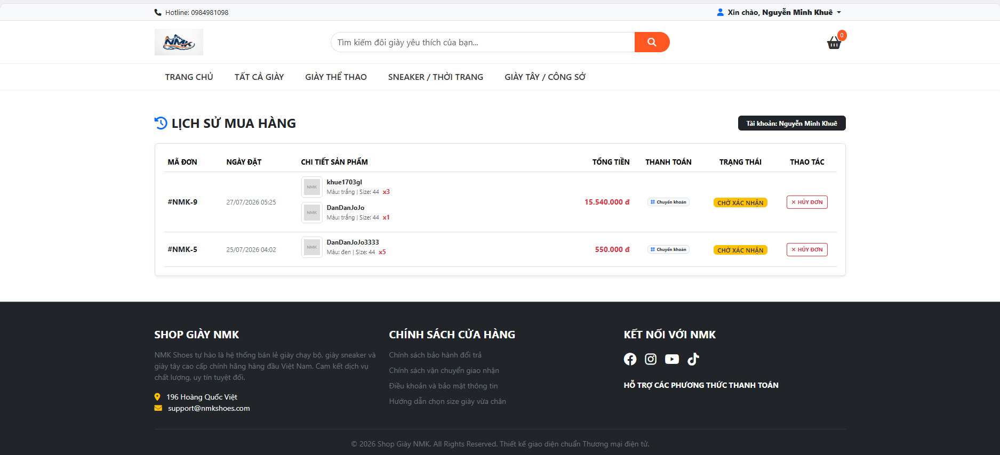 Hotline: 0984981098
Xin chào, Nguyễn Minh Khuê
NMK
Tìm kiếm đôi giày yêu thích của bạn...
0
TRANG CHỦ TẤT CẢ GIÀY GIÀY THỂ THAO SNEAKER / THỜI TRANG GIÀY TÂY / CÔNG SỞ
LỊCH SỬ MUA HÀNG
Tài khoản: Nguyễn Minh Khuê
MÃ ĐƠN NGÀY ĐẶT CHI TIẾT SẢN PHẨM TỔNG TIỀN THANH TOÁN TRẠNG THÁI THAO TÁC
#NMK-9 27/07/2026 05:25
NMK
khue1703gl
Màu: trắng | Size: 44 x3
NMK
DanDanJoJo
Màu: trắng | Size: 44 x1
15.540.000 đ Chuyển khoản CHỜ XÁC NHẬN HỦY ĐƠN
#NMK-5 25/07/2026 04:02
NMK
DanDanJoJo3333
Màu: đen | Size: 44 x5
550.000 đ Chuyển khoản CHỜ XÁC NHẬN HỦY ĐƠN
SHOP GIÀY NMK
NMK Shoes tự hào là hệ thống bán lẻ giày chạy bộ, giày sneaker và
giày tây cao cấp chính hãng hàng đầu Việt Nam. Cam kết dịch vụ
chất lượng, uy tín tuyệt đối.
196 Hoàng Quốc Việt
support@nmkshoes.com
CHÍNH SÁCH CỬA HÀNG
Chính sách bảo hành đổi trả
Chính sách vận chuyển giao nhận
Điều khoản và bảo mật thông tin
Hướng dẫn chọn size giày vừa chân
KẾT NỐI VỚI NMK
HỖ TRỢ CÁC PHƯƠNG THỨC THANH TOÁN
© 2026 Shop Giày NMK. All Rights Reserved. Thiết kế giao diện chuẩn Thương mại điện tử.